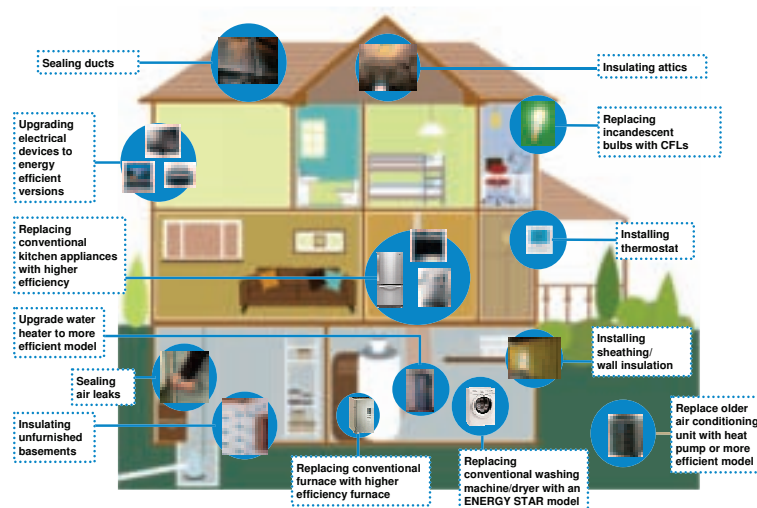 Sealing ducts
Insulating attics
Upgrading
electrical
devices to
energy
efficient
versions
Replacing
incandescent
bulbs with CFLs
Replacing
conventional
kitchen appliances
with higher
efficiency
Installing
thermostat
Upgrade water
heater to more
efficient model
Installing
sheathing/
wall insulation
Sealing
air leaks
Insulating
unfurnished
basements
Replacing conventional
furnace with higher
efficiency furnace
Replacing
conventional washing
machine/dryer with an
ENERGY STAR model
Replace older
air conditioning
unit with heat
pump or more
efficient model